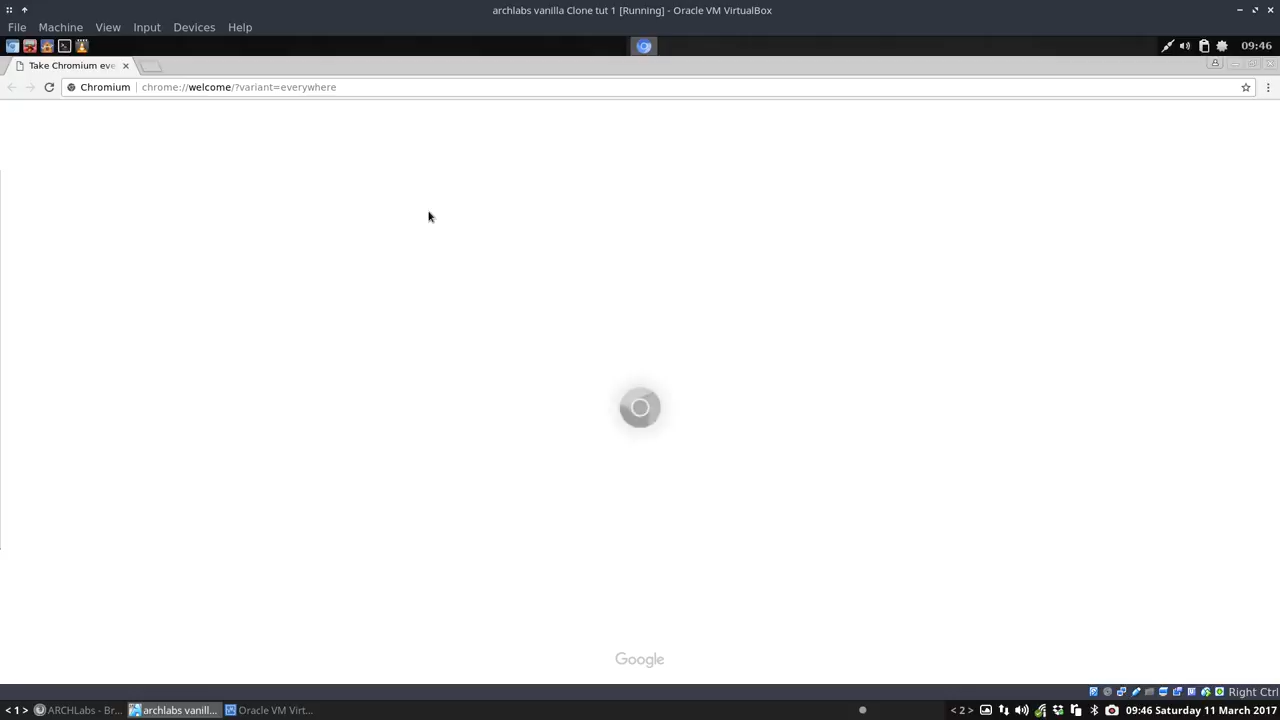 archlabs vanilla Clone tut 1 [Running] - Oracle VM VirtualBox
File Machine View Input Devices Help
09:46
Take Chromium eve
Chromium chrome://welcome/?variant=everywhere
Google
Right Ctrl
< 1 > ARCHLabs - Br... archlabs vanill... Oracle VM Virt... < 2 > 09:46 Saturday 11 March 2017